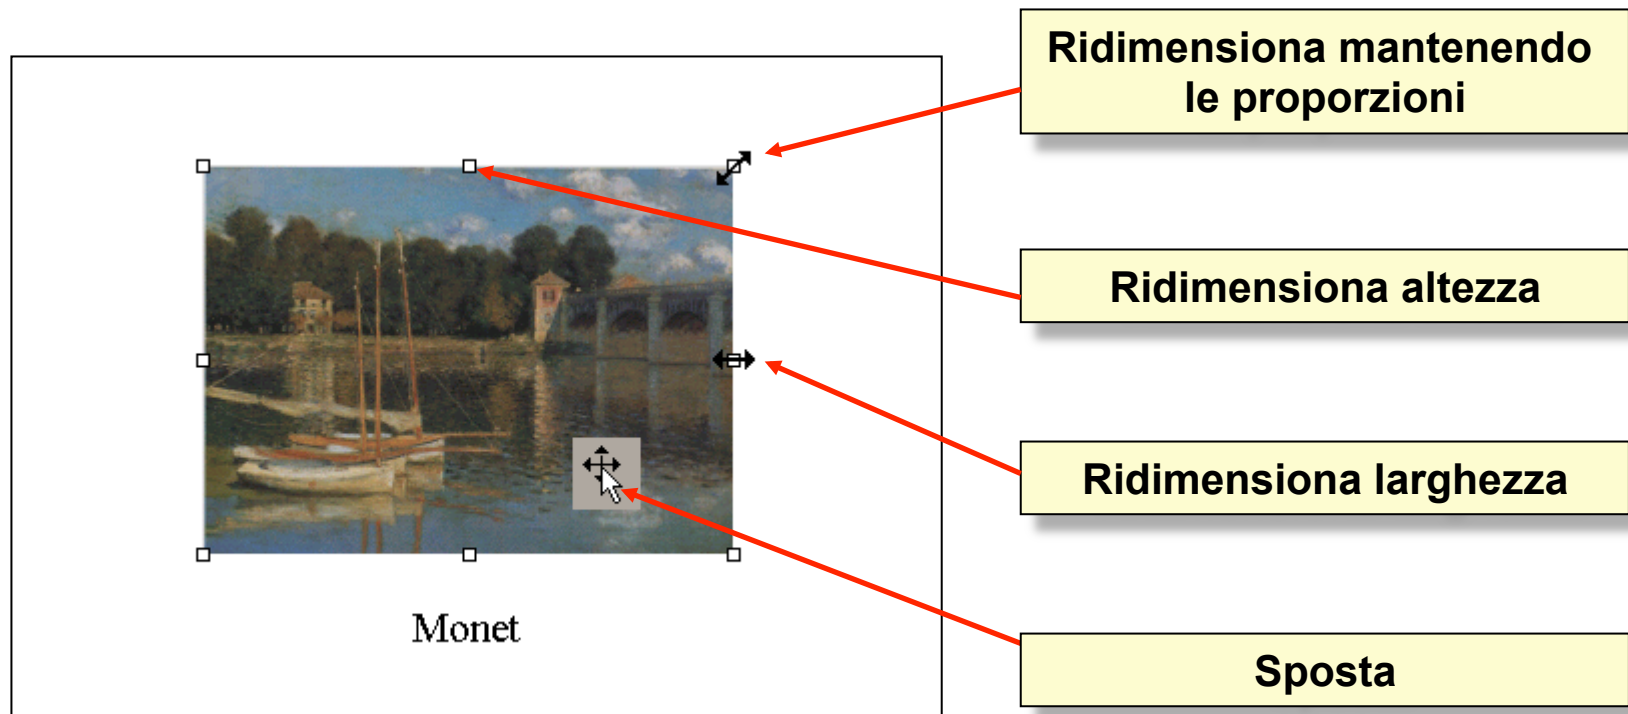 Ridimensiona mantenendo
le proporzioni
Ridimensiona altezza
Ridimensiona larghezza
Sposta
Monet